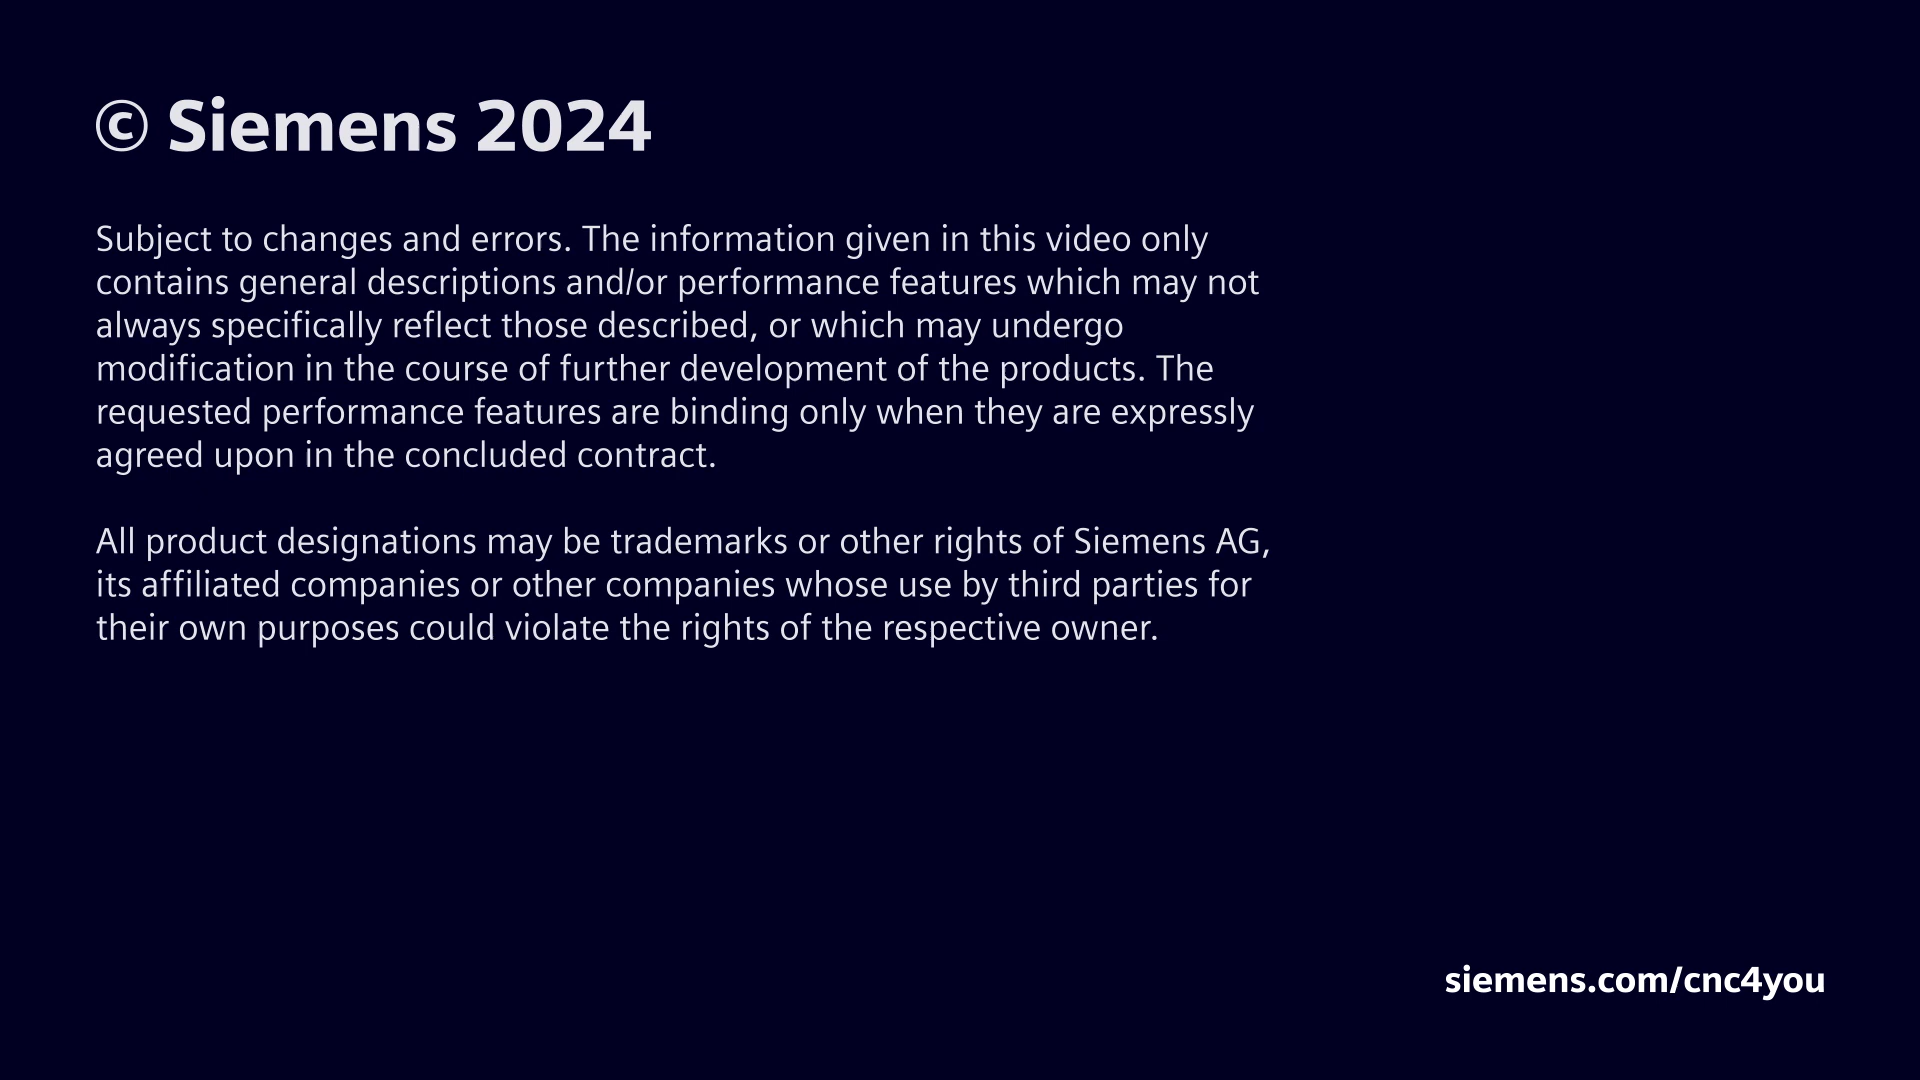 © Siemens 2024
Subject to changes and errors. The information given in this video only
contains general descriptions and/or performance features which may not
always specifically reflect those described, or which may undergo
modification in the course of further development of the products. The
requested performance features are binding only when they are expressly
agreed upon in the concluded contract.
All product designations may be trademarks or other rights of Siemens AG,
its affiliated companies or other companies whose use by third parties for
their own purposes could violate the rights of the respective owner.
siemens.com/cnc4you